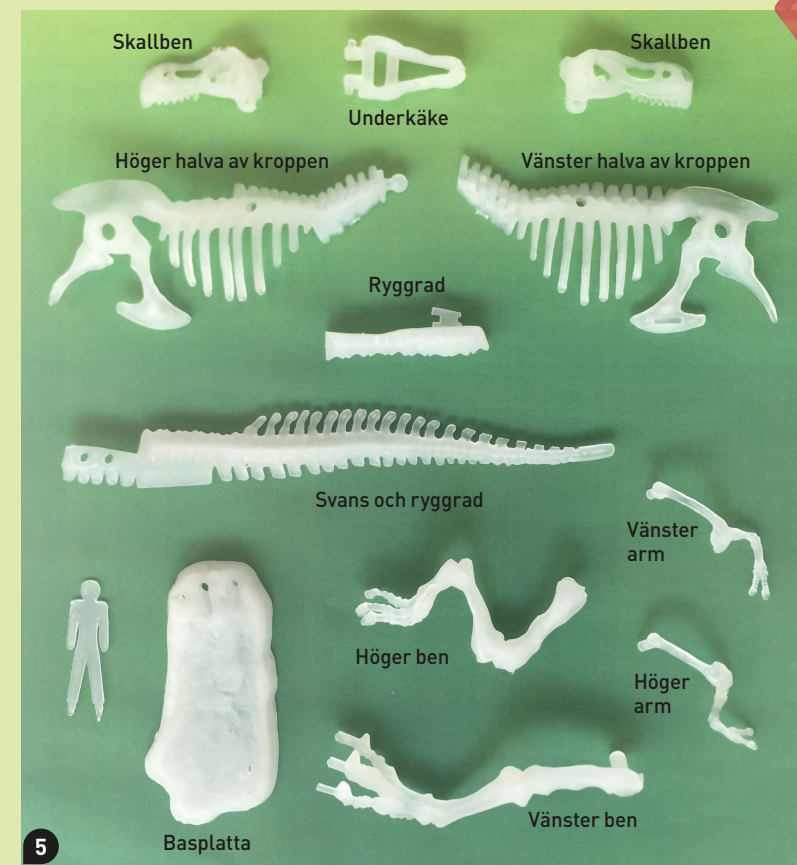 Skallben
Skallben
Underkäke
Höger halva av kroppen
Vänster halva av kroppen
Ryggrad
Svans och ryggrad
Vänster
arm
Höger ben
Höger
arm
Vänster ben
Basplatta
5